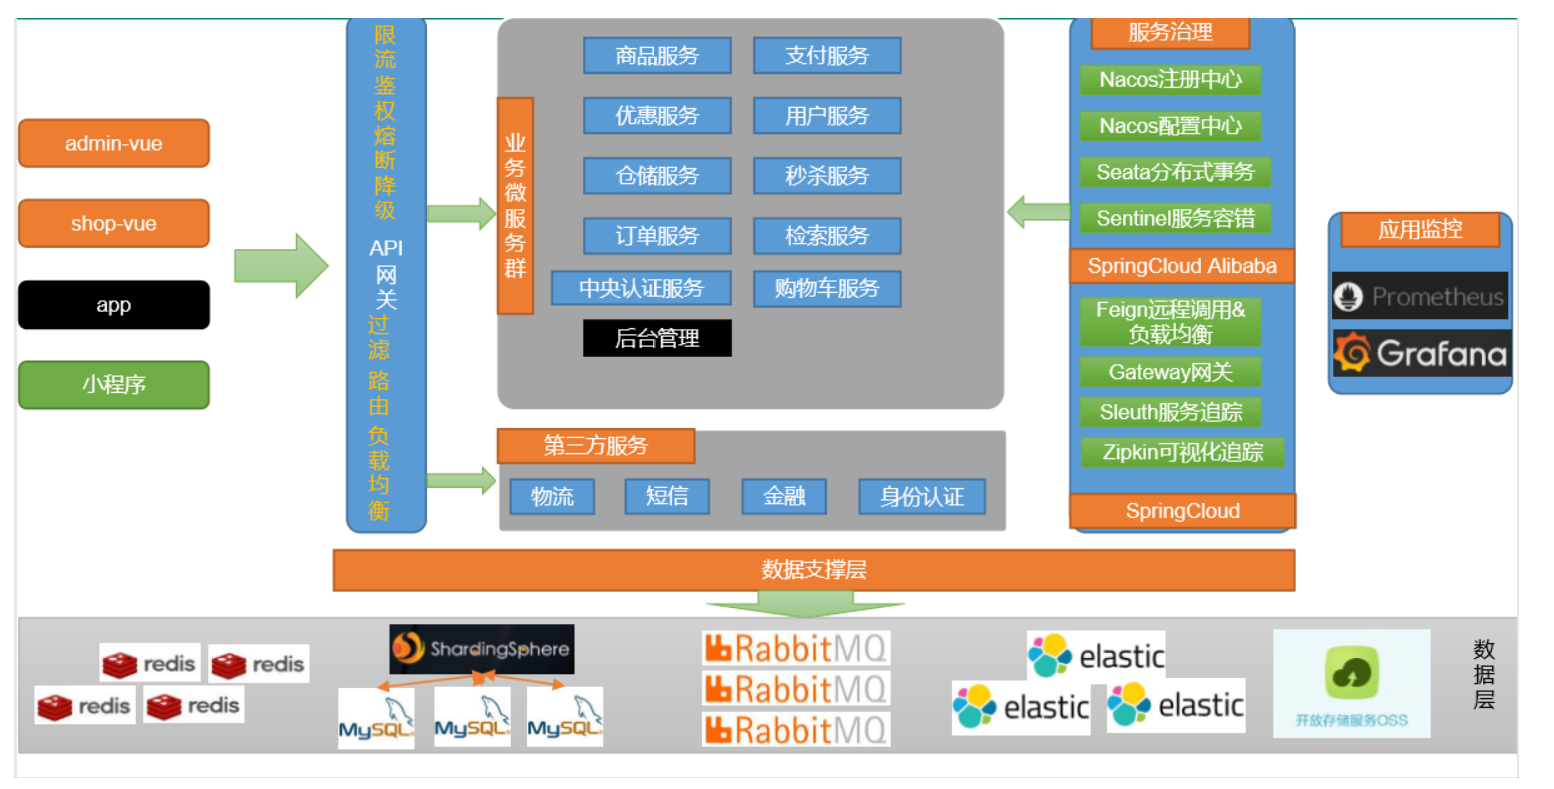 admin-vue
shop-vue
app
小程序
限
流
鉴
权
熔
断
降
级
API
网
关
过
滤
路
由
负
载
均
衡
业
务
微
服
务
群
商品服务
支付服务
优惠服务
用户服务
仓储服务
秒杀服务
订单服务
检索服务
中央认证服务
购物车服务
后台管理
第三方服务
物流
短信
金融
身份认证
服务治理
Nacos注册中心
Nacos配置中心
Seata分布式事务
Sentinel服务容错
SpringCloud Alibaba
Feign远程调用&
负载均衡
Gateway网关
Sleuth服务追踪
Zipkin可视化追踪
SpringCloud
应用监控
Prometheus
Grafana
数据支撑层
redis
redis
redis
redis
ShardingSphere
MySQL
MySQL
MySQL
RabbitMQ
RabbitMQ
RabbitMQ
elastic
elastic
elastic
开放存储服务OSS
数
据
层